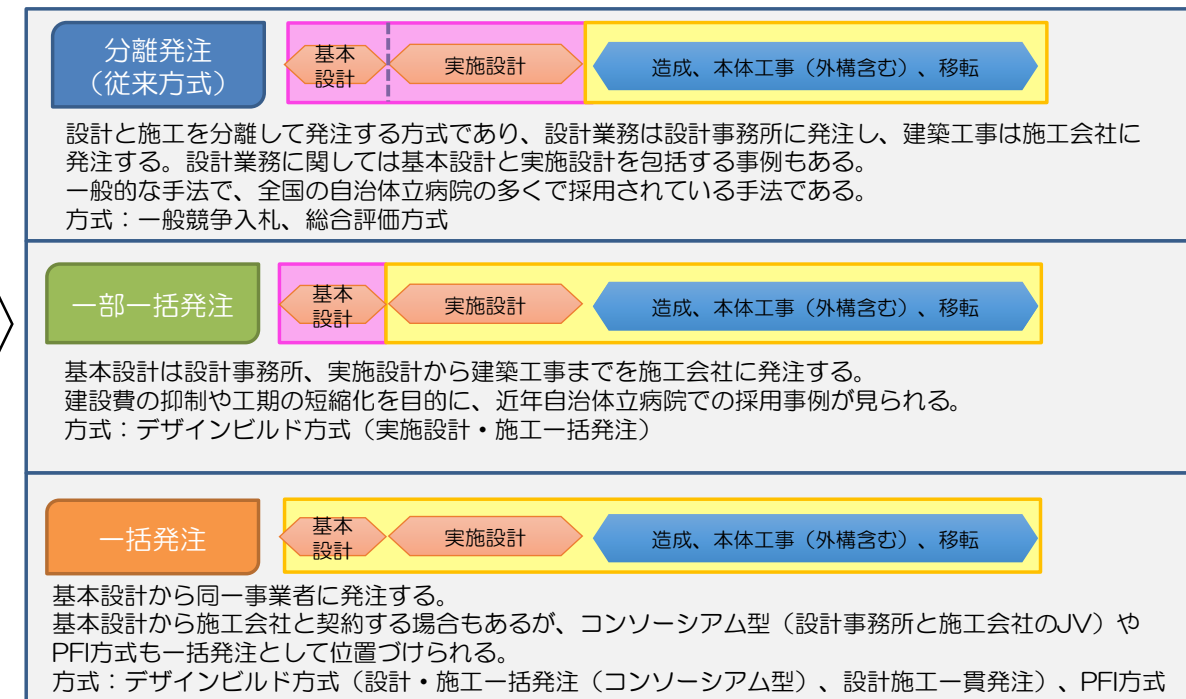 分離発注
（従来方式）
基本
設計
実施設計
造成、本体工事（外構含む）、移転
設計と施工を分離して発注する方式であり、設計業務は設計事務所に発注し、建築工事は施工会社に
発注する。設計業務に関しては基本設計と実施設計を包括する事例もある。
一般的な手法で、全国の自治体立病院の多くで採用されている手法である。
方式：一般競争入札、総合評価方式
一部一括発注
基本
設計
実施設計
造成、本体工事（外構含む）、移転
基本設計は設計事務所、実施設計から建築工事までを施工会社に発注する。
建設費の抑制や工期の短縮化を目的に、近年自治体立病院での採用事例が見られる。
方式：デザインビルド方式（実施設計・施工一括発注）
一括発注
基本
設計
実施設計
造成、本体工事（外構含む）、移転
基本設計から同一事業者に発注する。
基本設計から施工会社と契約する場合もあるが、コンソーシアム型（設計事務所と施工会社のJV）や
PFI方式も一括発注として位置づけられる。
方式：デザインビルド方式（設計・施工一括発注（コンソーシアム型）、設計施工一貫発注）、PFI方式